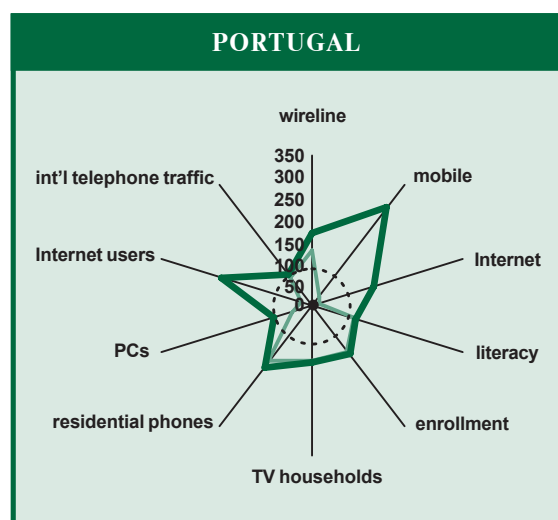 PORTUGAL
wireline
350
300
250
200
150
100
50
0
mobile
int'l telephone traffic
Internet users
Internet
PCs
literacy
residential phones
enrollment
TV households